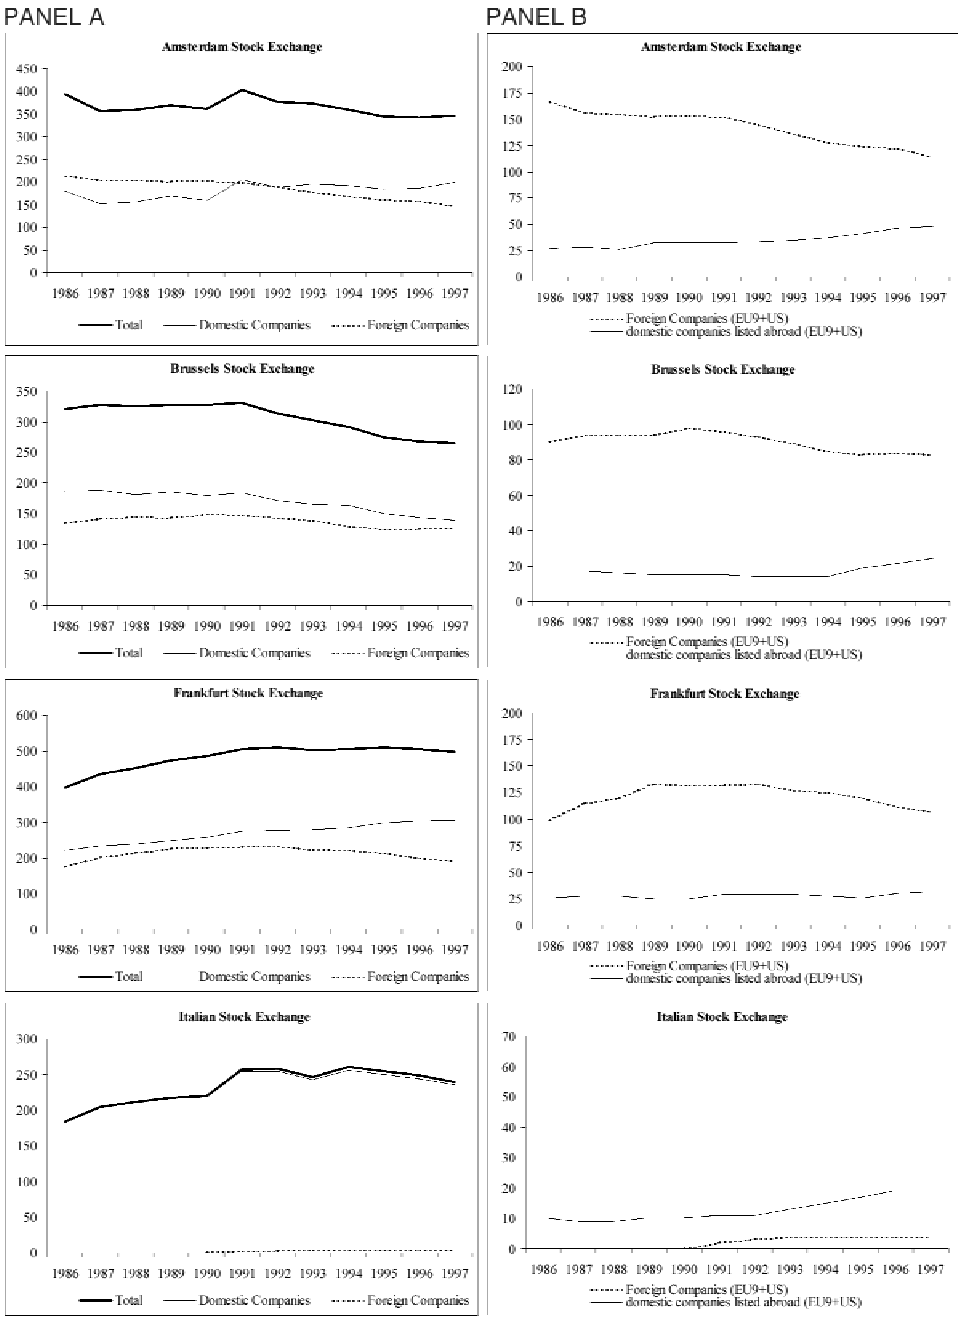 PANEL A
PANEL B
Amsterdam Stock Exchange
450
400
350
300
250
200
150
100
50
0
1986 1987 1988 1989 1990 1991 1992 1993 1994 1995 1996 1997
Total Domestic Companies Foreign Companies
Amsterdam Stock Exchange
200
175
150
125
100
75
50
25
0
1986 1987 1988 1989 1990 1991 1992 1993 1994 1995 1996 1997
Foreign Companies (EU9+US)
domestic companies listed abroad (EU9+US)
Brussels Stock Exchange
350
300
250
200
150
100
50
0
1986 1987 1988 1989 1990 1991 1992 1993 1994 1995 1996 1997
Total Domestic Companies Foreign Companies
Brussels Stock Exchange
120
100
80
60
40
20
0
1986 1987 1988 1989 1990 1991 1992 1993 1994 1995 1996 1997
Foreign Companies (EU9+US)
domestic companies listed abroad (EU9+US)
Frankfurt Stock Exchange
600
500
400
300
200
100
0
1986 1987 1988 1989 1990 1991 1992 1993 1994 1995 1996 1997
Total Domestic Companies Foreign Companies
Frankfurt Stock Exchange
200
175
150
125
100
75
50
25
0
1986 1987 1988 1989 1990 1991 1992 1993 1994 1995 1996 1997
Foreign Companies (EU9+US)
domestic companies listed abroad (EU9+US)
Italian Stock Exchange
300
250
200
150
100
50
0
1986 1987 1988 1989 1990 1991 1992 1993 1994 1995 1996 1997
Total Domestic Companies Foreign Companies
Italian Stock Exchange
70
60
50
40
30
20
10
0
1986 1987 1988 1989 1990 1991 1992 1993 1994 1995 1996 1997
Foreign Companies (EU9+US)
domestic companies listed abroad (EU9+US)